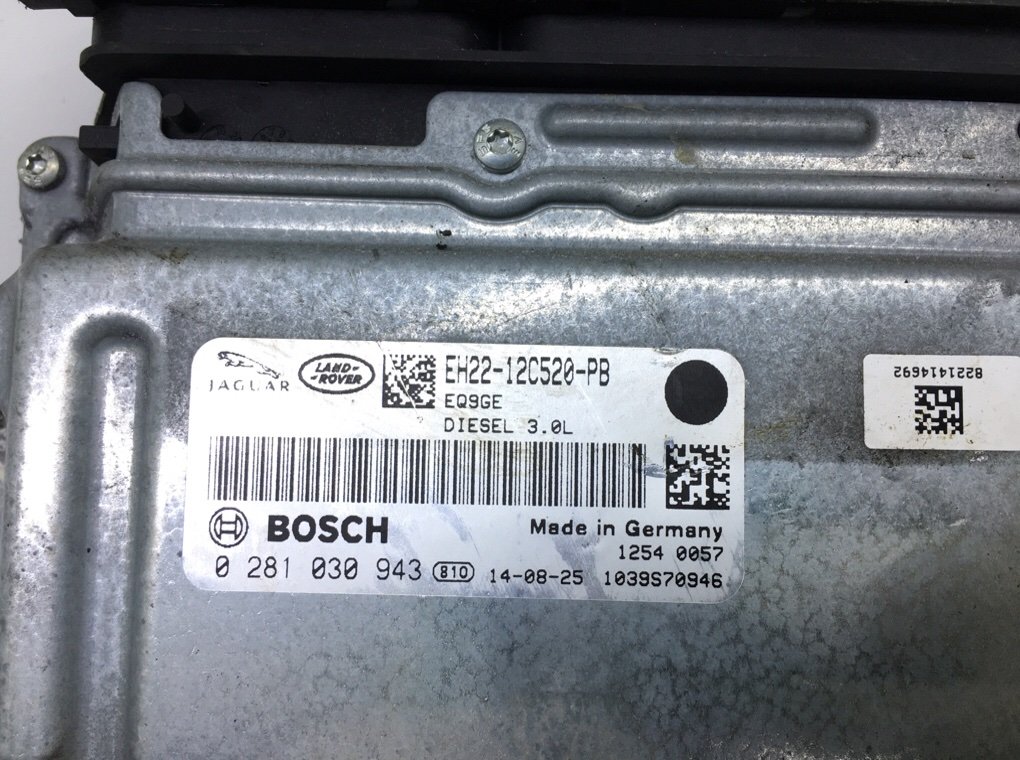 JAGUAR
LAND-
-ROVER
EH22-12C520-PB
EQ9GE
DIESEL 3.0L
BOSCH
Made in Germany
1254 0057
0 281 030 943 810 14-08-25 1039S70946
8221414692